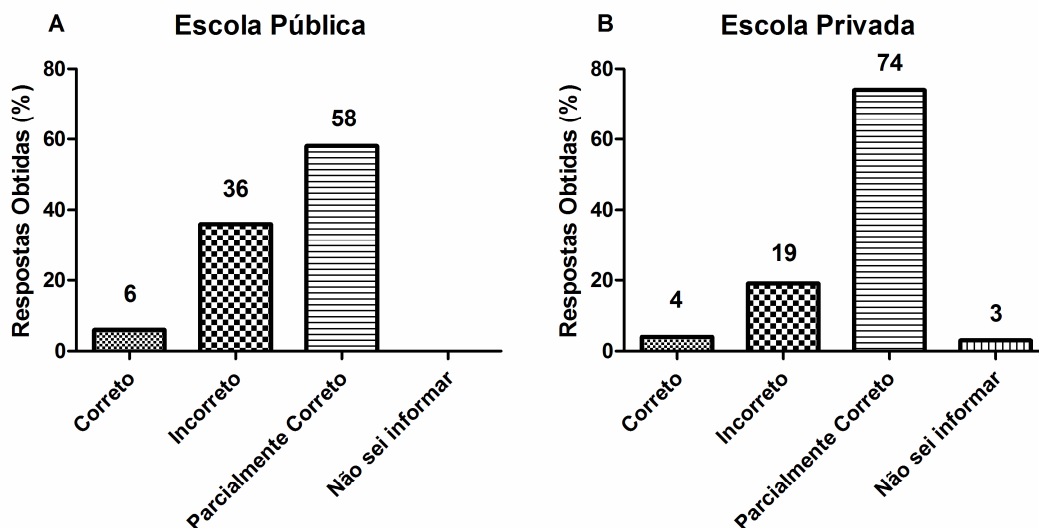 A
Escola Pública
Respostas Obtidas (%)
80
60
40
20
0
6
36
58
Correto
Incorreto
Parcialmente Correto
Não sei informar
B
Escola Privada
Respostas Obtidas (%)
80
60
40
20
0
4
19
74
3
Correto
Incorreto
Parcialmente Correto
Não sei informar